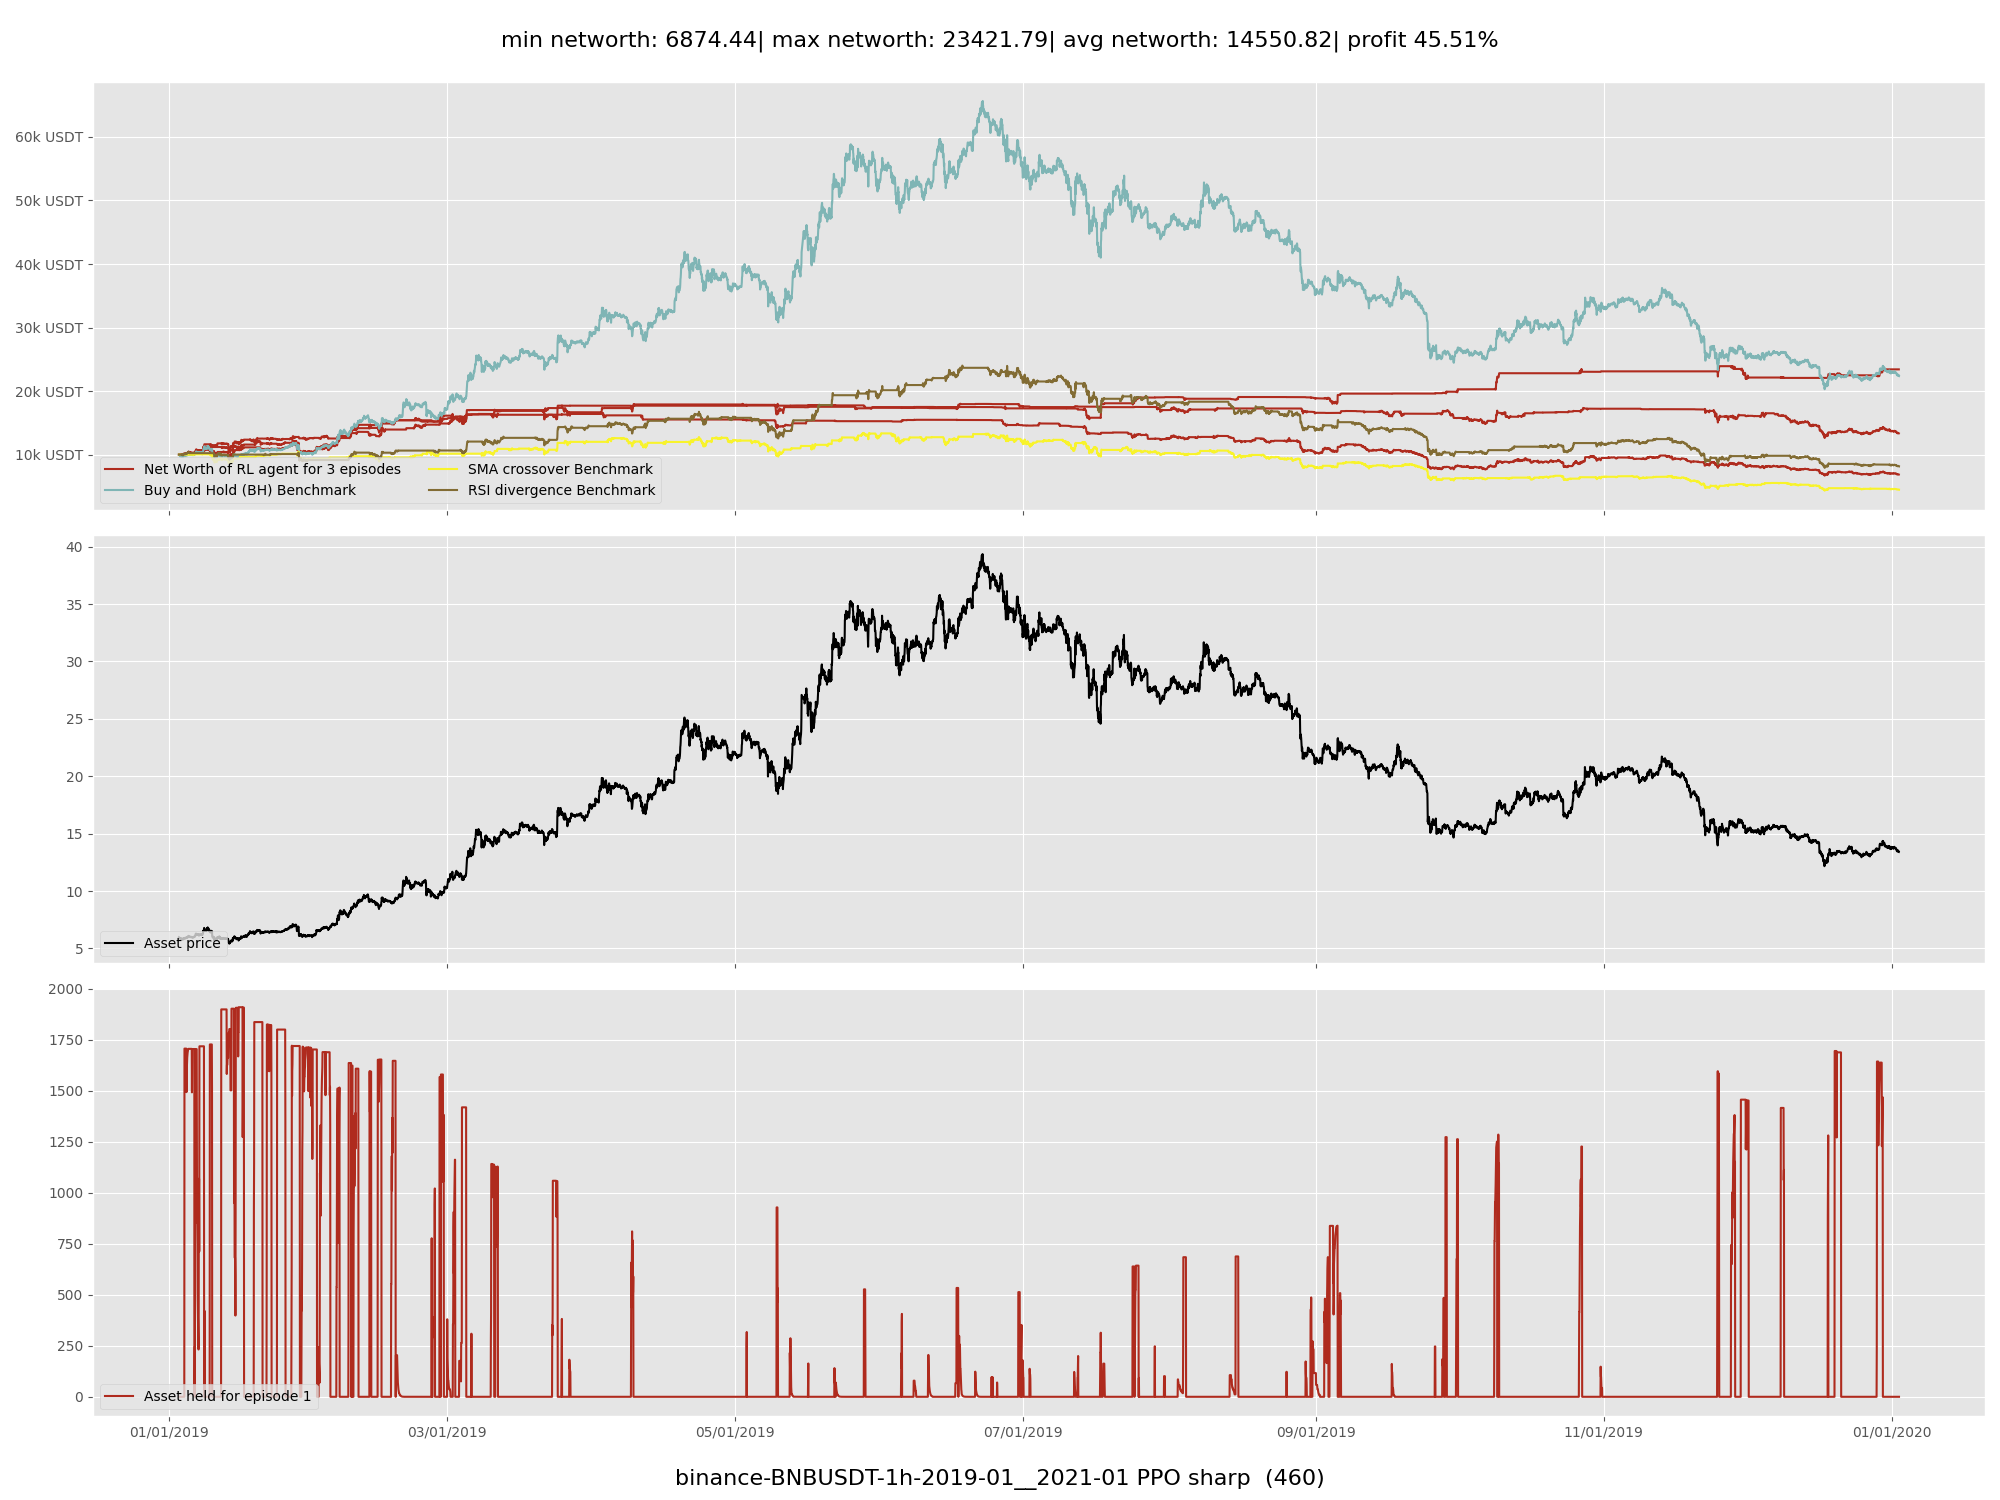 min networth: 6874.44| max networth: 23421.79| avg networth: 14550.82| profit 45.51%
60k USDT
50k USDT
40k USDT
30k USDT
20k USDT
10k USDT
Net Worth of RL agent for 3 episodes
Buy and Hold (BH) Benchmark
SMA crossover Benchmark
RSI divergence Benchmark
40
35
30
25
20
15
10
5
Asset price
2000
1750
1500
1250
1000
750
500
250
0
Asset held for episode 1
01/01/2019 03/01/2019 05/01/2019 07/01/2019 09/01/2019 11/01/2019 01/01/2020
binance-BNBUSDT-1h-2019-01__2021-01 PPO sharp (460)